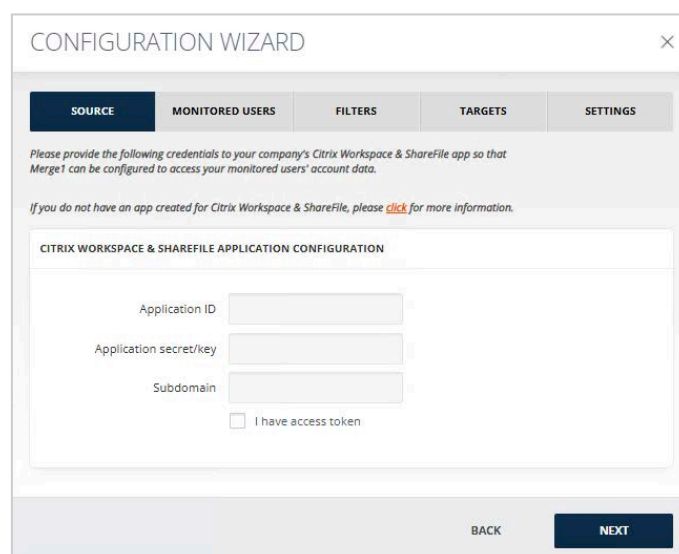 CONFIGURATION WIZARD
SOURCE MONITORED USERS FILTERS TARGETS SETTINGS
Please provide the following credentials to your company's Citrix Workspace & ShareFile app so that
Merge1 can be configured to access your monitored users' account data.
If you do not have an app created for Citrix Workspace & ShareFile, please click for more information.
CITRIX WORKSPACE & SHAREFILE APPLICATION CONFIGURATION
Application ID
Application secret/key
Subdomain
I have access token
BACK NEXT